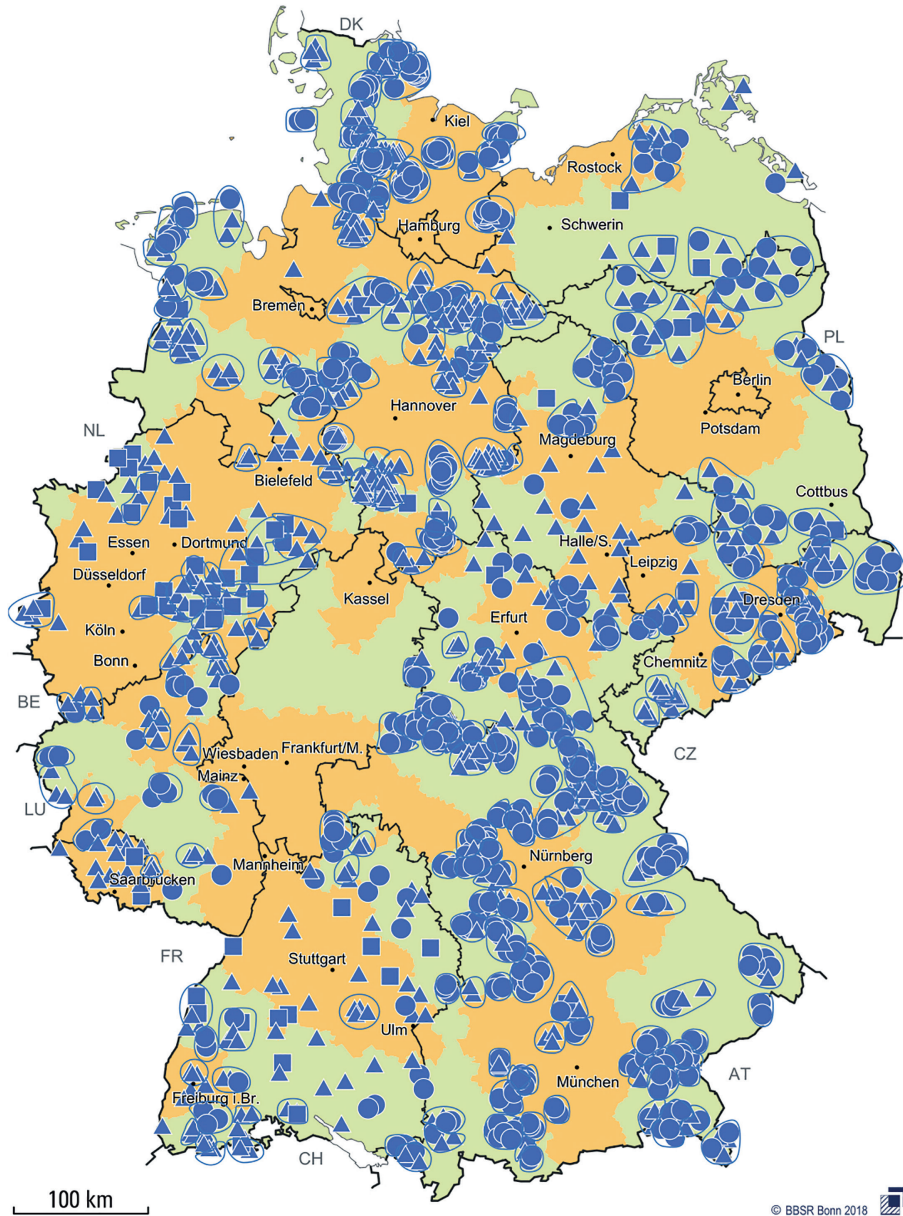 DK
Kiel
Rostock
Schwerin
Hamburg
Bremen
PL
Berlin
Hannover
Potsdam
NL
Magdeburg
Bielefeld
Cottbus
Essen
Dortmund
Halle/S.
Leipzig
Düsseldorf
Kassel
Dresden
Köln
Erfurt
Chemnitz
Bonn
BE
CZ
Wiesbaden
Frankfurt/M.
Mainz
LU
Mannheim
Nürnberg
Saarbrücken
FR
Stuttgart
Ulm
München
AT
Freiburg i.Br.
CH
100 km
© BBSR Bonn 2018